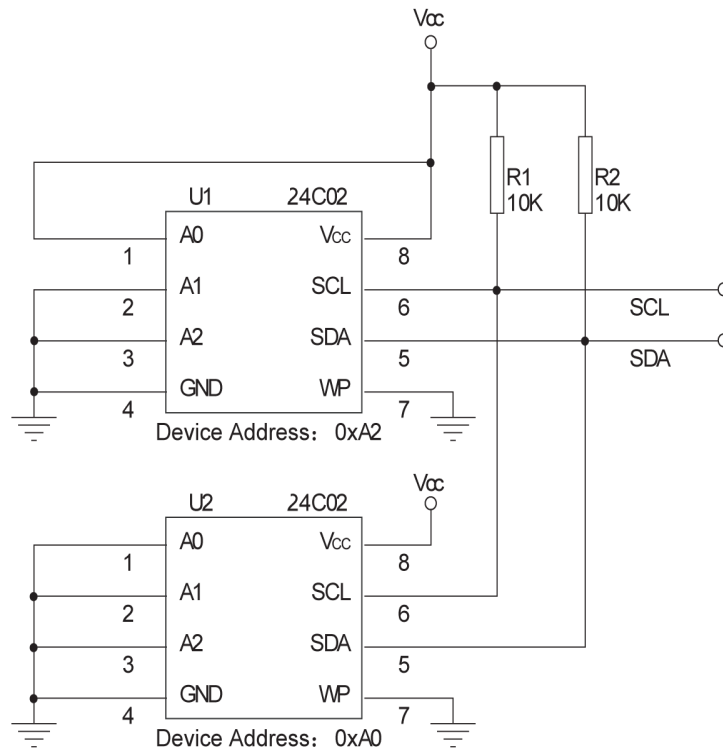 Vcc
U1 24C02
R1
10K
R2
10K
A0 Vcc
1 8
A1 SCL
2 6
SCL
A2 SDA
3 5
SDA
GND WP
4 7
Device Address: 0xA2
Vcc
U2 24C02
A0 Vcc
1 8
A1 SCL
2 6
A2 SDA
3 5
GND WP
4 7
Device Address: 0xA0